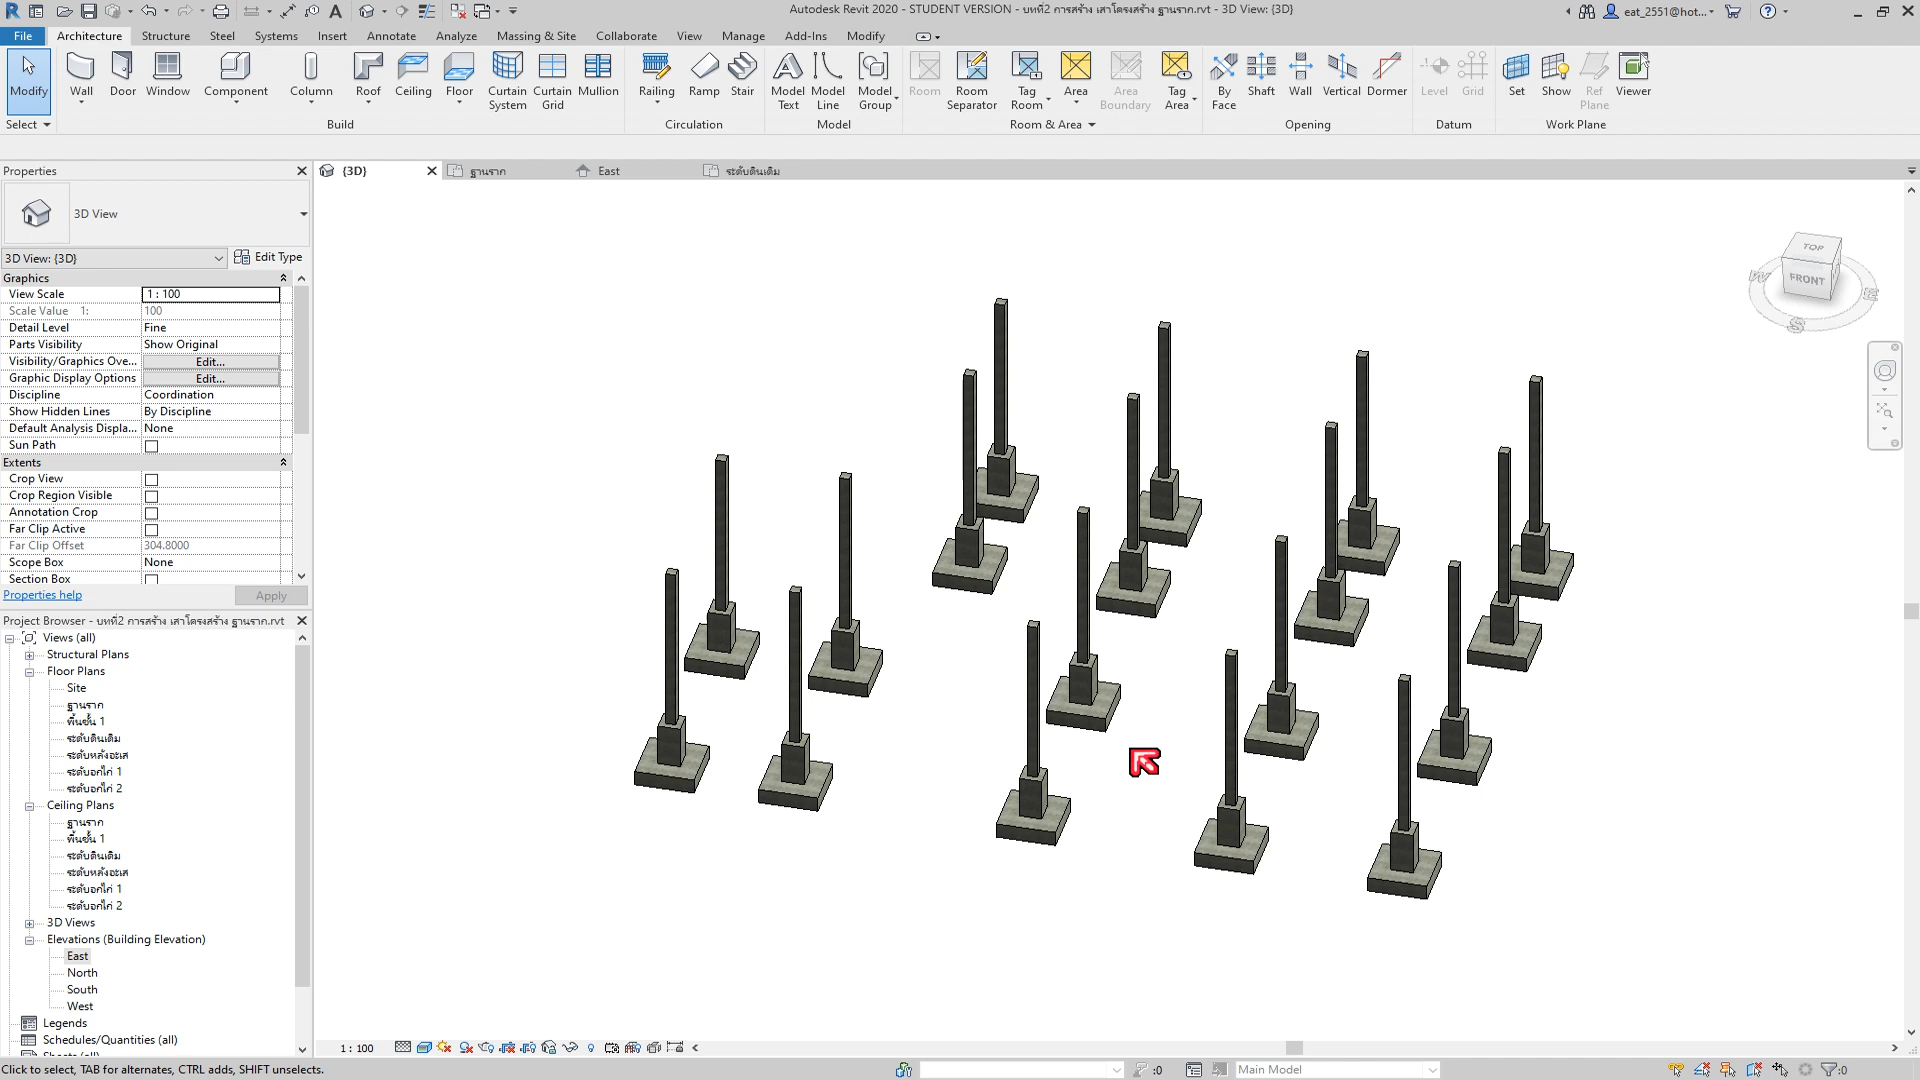 Autodesk Revit 2020 - STUDENT VERSION - บทที่2 การสร้าง เสาโครงสร้าง ฐานราก.rvt - 3D View: {3D}
eat_2551@hot...
File Architecture Structure Steel Systems Insert Annotate Analyze Massing & Site Collaborate View Manage Add-Ins Modify
Modify Wall Door Window Component Column Roof Ceiling Floor Curtain System Curtain Grid Mullion Railing Ramp Stair Model Text Model Line Model Group Room Room Separator Tag Room Area Area Boundary Tag Area By Face Shaft Wall Vertical Dormer Level Grid Set Show Ref Plane Viewer
Select Build Circulation Model Room & Area Opening Datum Work Plane
Properties
{3D} ฐานราก East ระดับดินเดิม
3D View
3D View: {3D} Edit Type
Graphics
View Scale 1 : 100
Scale Value 1: 100
Detail Level Fine
Parts Visibility Show Original
Visibility/Graphics Ove... Edit...
Graphic Display Options Edit...
Discipline Coordination
Show Hidden Lines By Discipline
Default Analysis Displa... None
Sun Path
Extents
Crop View
Crop Region Visible
Annotation Crop
Far Clip Active
Far Clip Offset 304.8000
Scope Box None
Section Box
Properties help Apply
Project Browser - บทที่2 การสร้าง เสาโครงสร้าง ฐานราก.rvt
Views (all)
Structural Plans
Floor Plans
Site
ฐานราก
พื้นชั้น 1
ระดับดินเดิม
ระดับหลังอะเส
ระดับอกไก่ 1
ระดับอกไก่ 2
Ceiling Plans
ฐานราก
พื้นชั้น 1
ระดับดินเดิม
ระดับหลังอะเส
ระดับอกไก่ 1
ระดับอกไก่ 2
3D Views
Elevations (Building Elevation)
East
North
South
West
Legends
Schedules/Quantities (all)
Sheets (all)
TOP
FRONT
W
E
S
1 : 100
Click to select, TAB for alternates, CTRL adds, SHIFT unselects.
:0
Main Model
:0